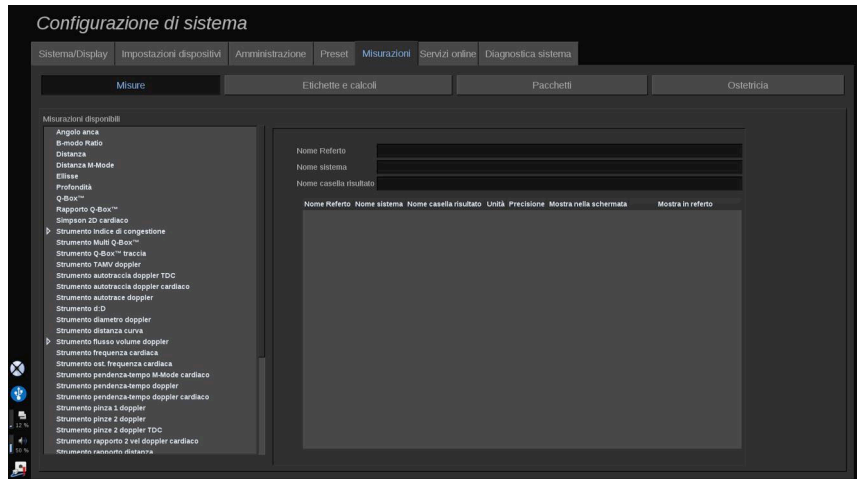 Configurazione di sistema
Sistema/Display Impostazioni dispositivi Amministrazione Preset Misurazioni Servizi online Diagnostica sistema
Misure Etichette e calcoli Pacchetti Ostetricia
Misurazioni disponibili
Angolo anca
B-modo Ratio
Distanza
Distanza M-Mode
Ellisse
Profondità
Q-Box™
Rapporto Q-Box™
Simpson 2D cardiaco
Strumento Indice di congestione
Strumento Multi Q-Box™
Strumento Q-Box™ traccia
Strumento TAMV doppler
Strumento autotraccia doppler TDC
Strumento autotraccia doppler cardiaco
Strumento autotrace doppler
Strumento d:D
Strumento diametro doppler
Strumento distanza curva
Strumento flusso volume doppler
Strumento frequenza cardiaca
Strumento ost. frequenza cardiaca
Strumento pendenza-tempo M-Mode cardiaco
Strumento pendenza-tempo doppler
Strumento pendenza-tempo doppler cardiaco
Strumento pinza 1 doppler
Strumento pinze 2 doppler
Strumento pinze 2 doppler TDC
Strumento rapporto 2 vel doppler cardiaco
Strumento rapporto distanza
Nome Referto
Nome sistema
Nome casella risultato
Nome Referto Nome sistema Nome casella risultato Unità Precisione Mostra nella schermata Mostra in referto
12 %
50 %